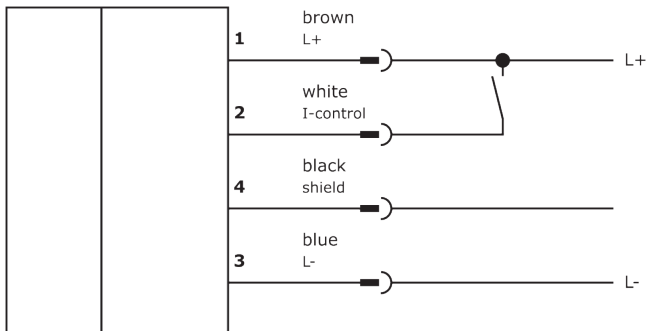 brown
1
L+
L+
white
2
I-control
black
4
shield
blue
3
L-
L-